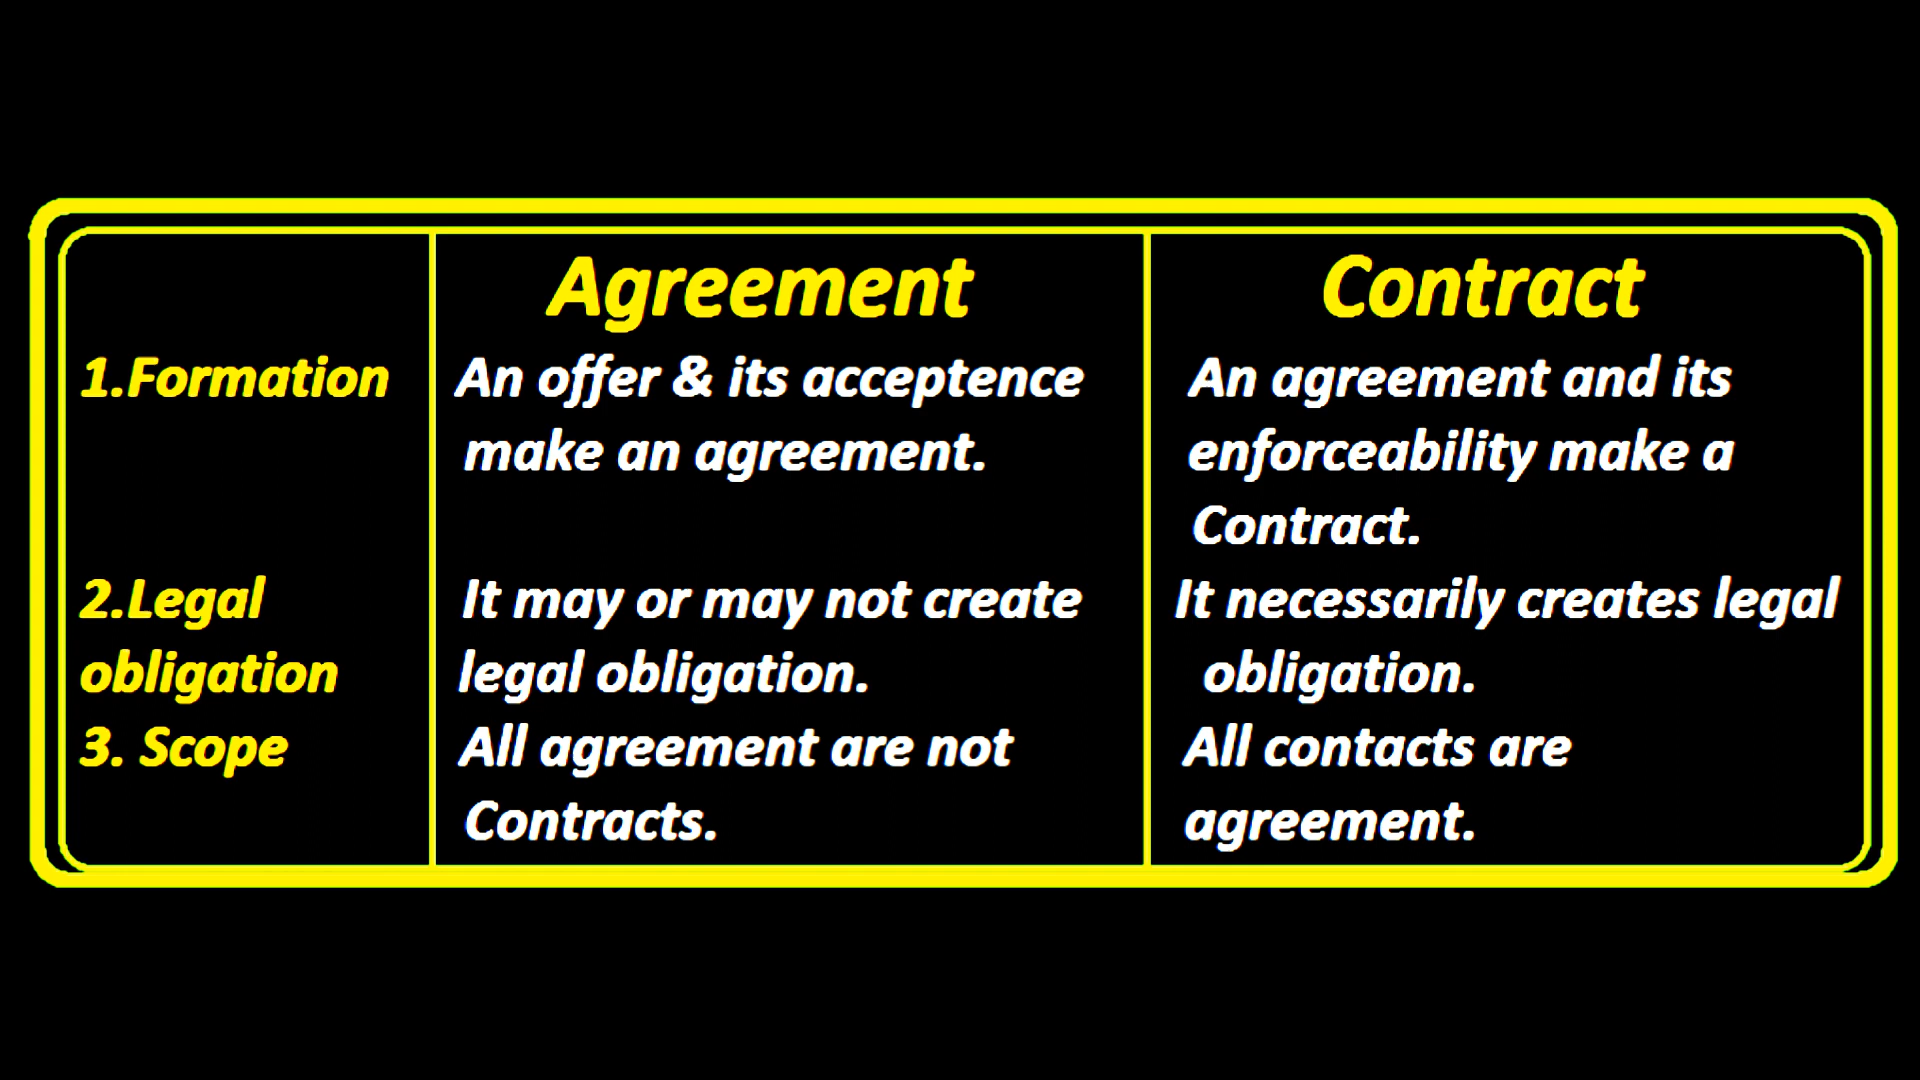 Agreement Contract
1.Formation An offer & its acceptence An agreement and its
make an agreement. enforceability make a
Contract.
2.Legal It may or may not create It necessarily creates legal
obligation legal obligation. obligation.
3. Scope All agreement are not All contacts are
Contracts. agreement.